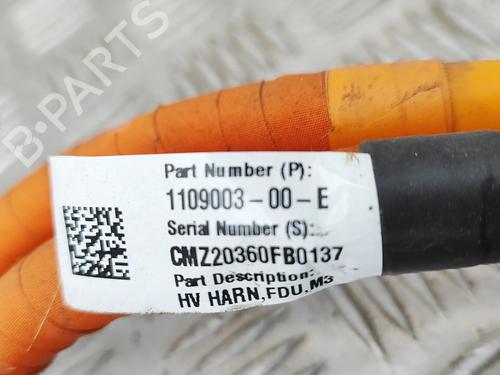 B-PARTS
Part Number (P):
1109003-00-E
Serial Number (S):
CMZ20360FB0137
Part Description:
HV HARN,FDU,M3